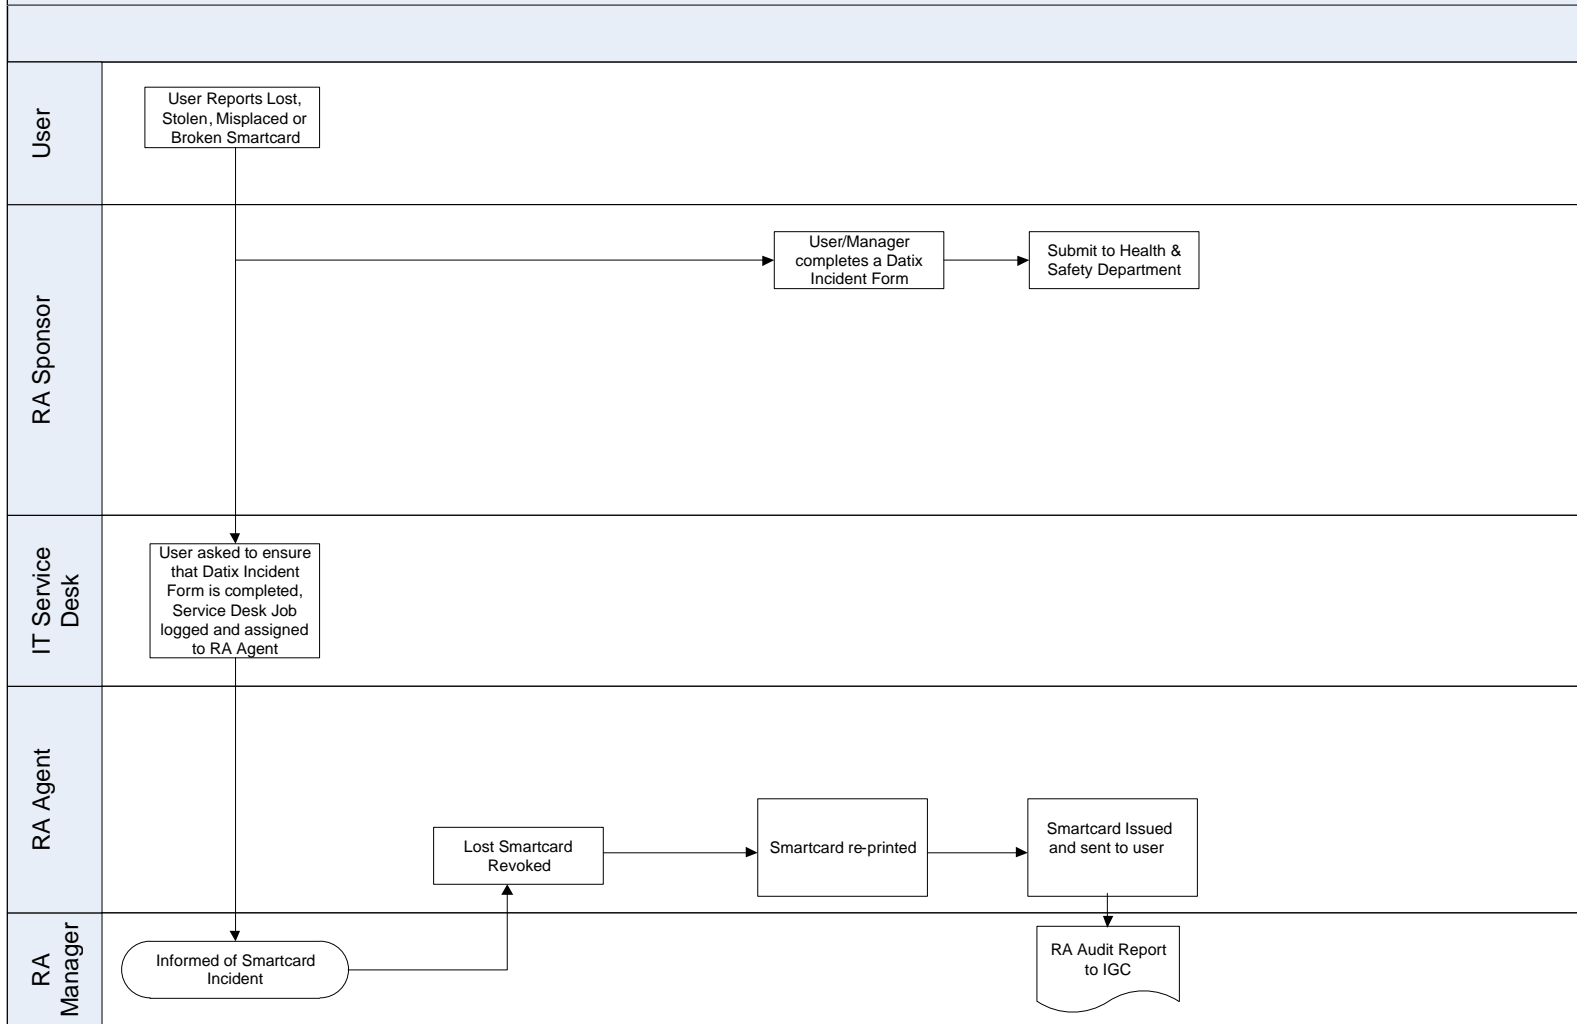 User
User Reports Lost,
Stolen, Misplaced or
Broken Smartcard
RA Sponsor
User/Manager
completes a Datix
Incident Form
Submit to Health &
Safety Department
IT Service
Desk
User asked to ensure
that Datix Incident
Form is completed,
Service Desk Job
logged and assigned
to RA Agent
RA Agent
Lost Smartcard
Revoked
Smartcard re-printed
Smartcard Issued
and sent to user
RA
Manager
Informed of Smartcard
Incident
RA Audit Report
to IGC